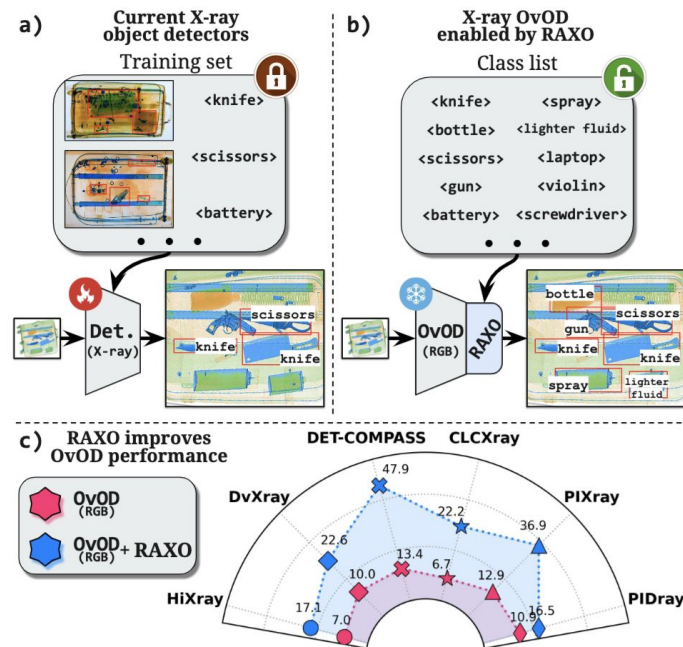 a)
Current X-ray
object detectors
Training set
<knife>
<scissors>
<battery>
• • •
Det.
(X-ray)
scissors
knife
knife
b)
X-ray OvOD
enabled by RAXO
Class list
<knife> <spray>
<bottle> <lighter fluid>
<scissors> <laptop>
<gun> <violin>
<battery> <screwdriver>
• • •
OvOD
(RGB)
RAXO
bottle
scissors
gun
knife
knife
spray
lighter
fluid
c) RAXO improves
OvOD performance
OvOD
(RGB)
OvOD + RAXO
(RGB)
DET-COMPASS CLCXray
47.9
DvXray PIXray
22.2 36.9
22.6
13.4
10.0 6.7 12.9
HiXray PIDray
17.1 10.9 16.5
7.0